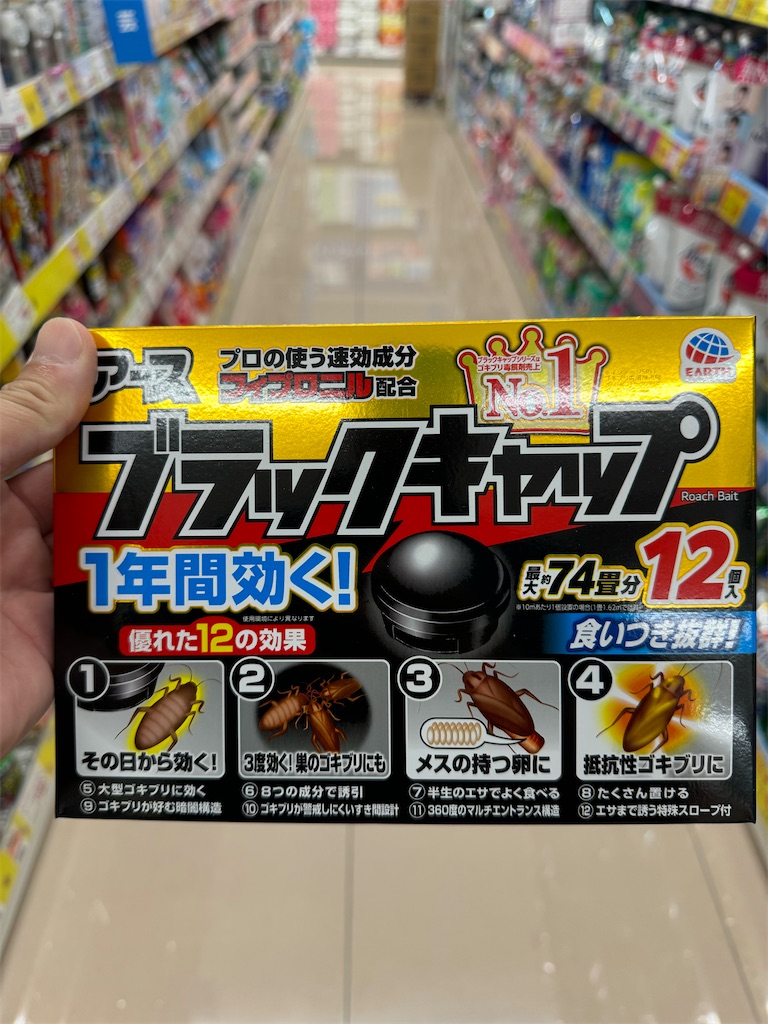 アース
プロの使う速効成分
フィプロニル配合
ブラックキャップシリーズは
ゴキブリ毒餌剤売上
No.1
EARTH
ブラックキャップ
Roach Bait
1年間効く!
使用環境により異なります
優れた12の効果
最大約74畳分
12個入
食いつき抜群!
1
その日から効く!
2
3度効く!巣のゴキブリにも
3
メスの持つ卵に
4
抵抗性ゴキブリに
⑤大型ゴキブリに効く
⑥8つの成分で誘引
⑦半生のエサでよく食べる
⑧たくさん置ける
⑨ゴキブリが好む暗闇構造
⑩ゴキブリが警戒しにくいすき間設計
⑪360度のマルチエントランス構造
⑫エサまで誘う特殊スロープ付